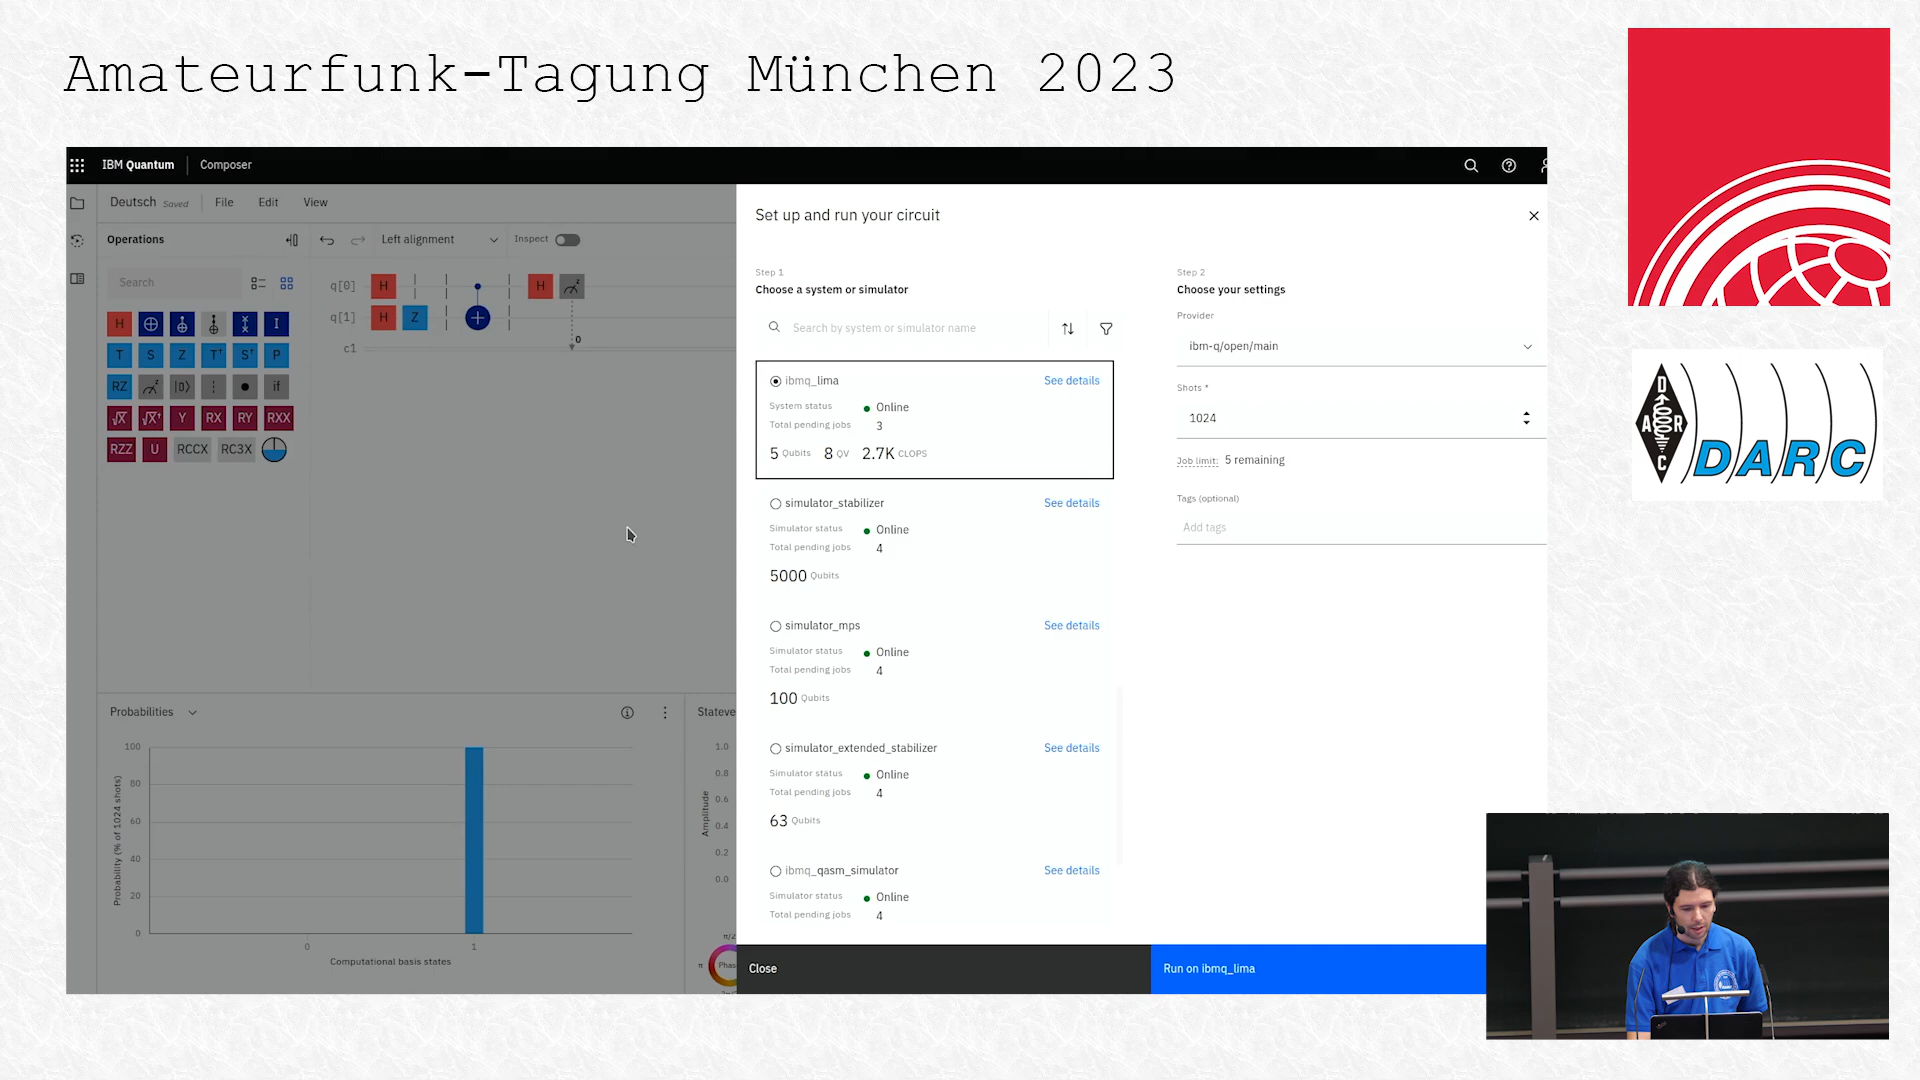 Amateurfunk-Tagung München 2023
IBM Quantum Composer
Deutsch Saved File Edit View
Operations Left alignment Inspect
Search
H I
T S Z T† S† P
RZ |0⟩ if
√X √X† Y RX RY RXX
RZZ U RCCX RC3X
q[0] H H
q[1] H Z
c1 0
Probabilities
Probability (% of 1024 shots)
100
80
60
40
20
0
0 1
Computational basis states
Stateve
Amplitude
1.0
0.8
0.6
0.4
0.2
0.0
π/2
π Phas
Set up and run your circuit
Step 1
Choose a system or simulator
Search by system or simulator name
ibmq_lima See details
System status Online
Total pending jobs 3
5 Qubits 8 QV 2.7K CLOPS
simulator_stabilizer See details
Simulator status Online
Total pending jobs 4
5000 Qubits
simulator_mps See details
Simulator status Online
Total pending jobs 4
100 Qubits
simulator_extended_stabilizer See details
Simulator status Online
Total pending jobs 4
63 Qubits
ibmq_qasm_simulator See details
Simulator status Online
Total pending jobs 4
Step 2
Choose your settings
Provider
ibm-q/open/main
Shots *
1024
Job limit: 5 remaining
Tags (optional)
Add tags
Close
Run on ibmq_lima
D
A R
C
DARC